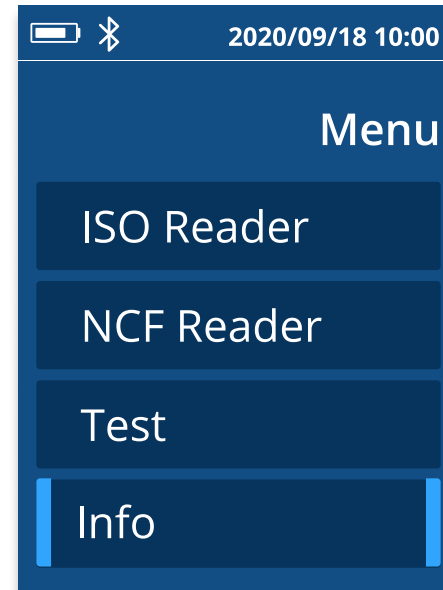 2020/09/18 10:00
Menu
ISO Reader
NCF Reader
Test
Info